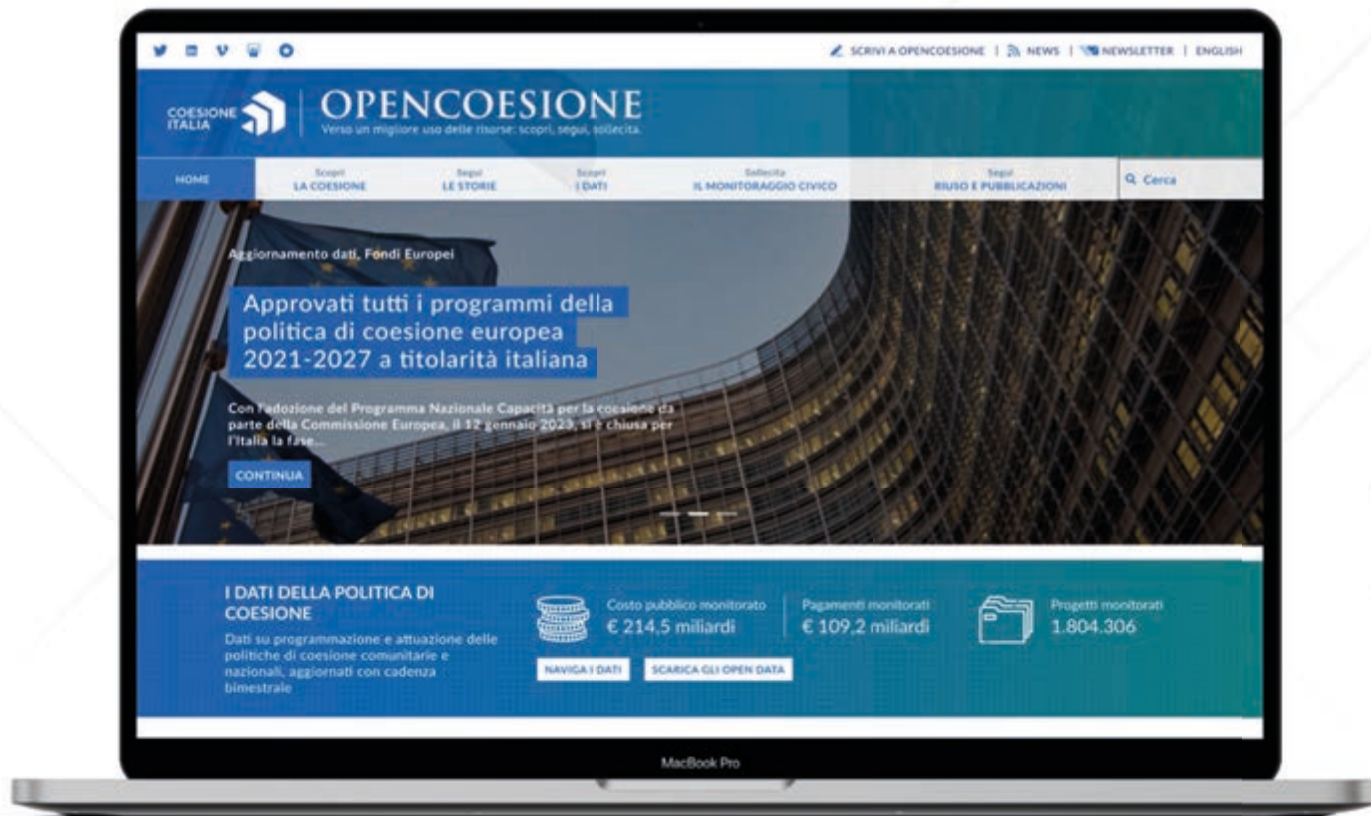 SCRIVI A OPENCOESIONE | NEWS | NEWSLETTER | ENGLISH
COESIONE
ITALIA
OPENCOESIONE
Verso un migliore uso delle risorse: scopri, segui, sollecita.
HOME
Scopri
LA COESIONE
Segui
LE STORIE
Scopri
I DATI
Sollecita
IL MONITORAGGIO CIVICO
Segui
RIUSO E PUBBLICAZIONI
Cerca
Aggiornamento dati, Fondi Europei
Approvati tutti i programmi della
politica di coesione europea
2021-2027 a titolarità italiana
Con l'adozione del Programma Nazionale Capacità per la coesione da
parte della Commissione Europea, il 12 gennaio 2023, si è chiusa per
l'Italia la fase...
CONTINUA
I DATI DELLA POLITICA DI
COESIONE
Dati su programmazione e attuazione delle
politiche di coesione comunitarie e
nazionali, aggiornati con cadenza
bimestrale
Costo pubblico monitorato
€ 214,5 miliardi
Pagamenti monitorati
€ 109,2 miliardi
Progetti monitorati
1.804.306
NAVIGA I DATI
SCARICA GLI OPEN DATA
MacBook Pro